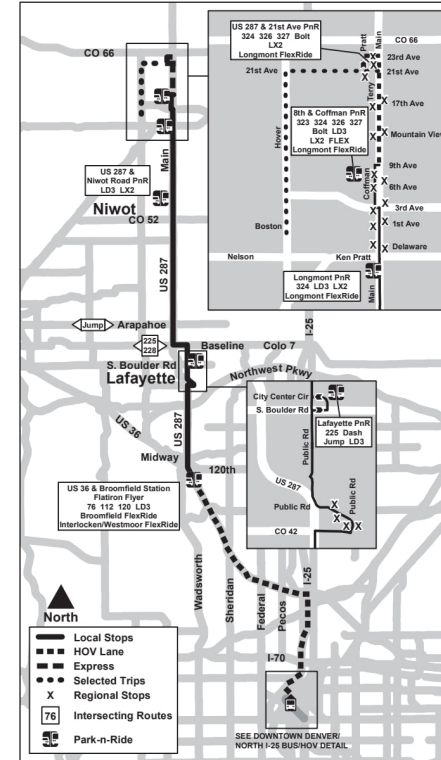 US 287 & 21st Ave PnR
324 326 327 Bolt
LX2
Longmont FlexRide
Pratt
Main
CO 66
23rd Ave
21st Ave
21st Ave
Terry
17th Ave
Hover
8th & Coffman PnR
323 324 326 327
Bolt LD3
LX2 FLEX
Longmont FlexRide
Mountain View
9th Ave
Coffman
6th Ave
3rd Ave
1st Ave
Boston
Delaware
Nelson
Ken Pratt
Longmont PnR
324 LD3 LX2
Longmont FlexRide
Main
CO 66
Main
US 287 &
Niwot Road PnR
LD3 LX2
Niwot
CO 52
US 287
I-25
Jump
Arapahoe
225
228
Baseline
Colo 7
S. Boulder Rd
Lafayette
Northwest Pkwy
US 36
US 287
Midway
120th
City Center Cir
S. Boulder Rd
Lafayette PnR
225 Dash
Jump LD3
Public Rd
US 287
Public Rd
Public Rd
CO 42
US 36 & Broomfield Station
Flatiron Flyer
76 112 120 LD3
Broomfield FlexRide
Interlocken/Westmoor FlexRide
Wadsworth
Sheridan
Federal
Pecos
I-25
I-70
North
Local Stops
HOV Lane
Express
Selected Trips
X Regional Stops
76 Intersecting Routes
Park-n-Ride
SEE DOWNTOWN DENVER/
NORTH I-25 BUS/HOV DETAIL